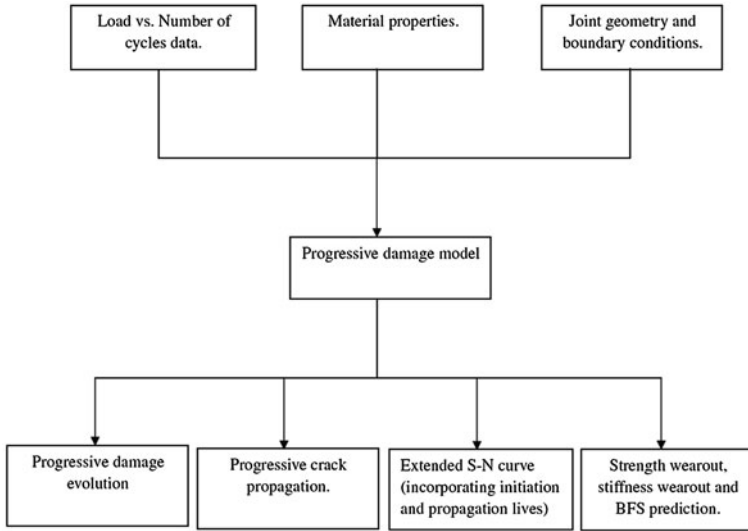 Load vs. Number of
cycles data.
Material properties.
Joint geometry and
boundary conditions.
Progressive damage model
Progressive damage
evolution
Progressive crack
propagation.
Extended S-N curve
(incorporating initiation
and propagation lives)
Strength wearout,
stiffness wearout and
BFS prediction.